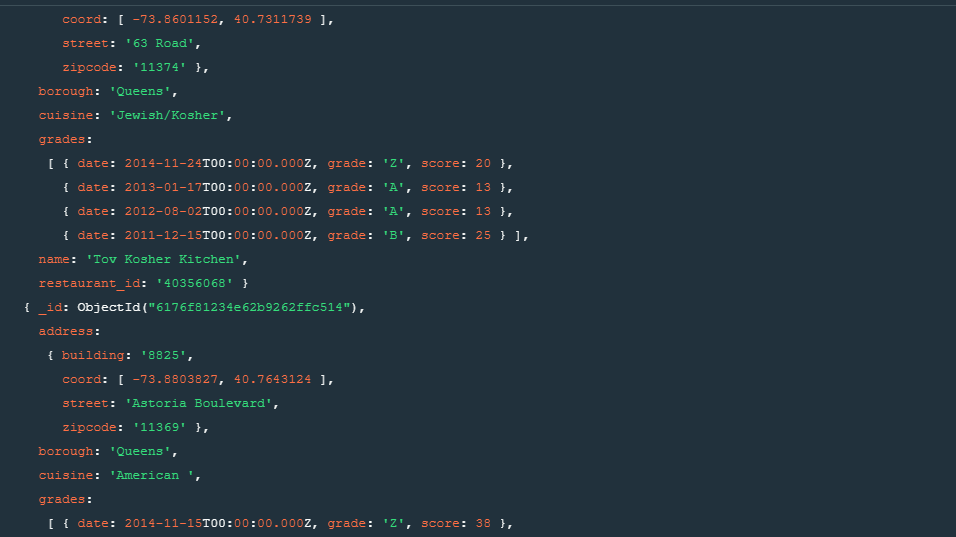 coord: [ -73.8601152, 40.7311739 ],
street: '63 Road',
zipcode: '11374' },
borough: 'Queens',
cuisine: 'Jewish/Kosher',
grades:
[ { date: 2014-11-24T00:00:00.000Z, grade: 'Z', score: 20 },
{ date: 2013-01-17T00:00:00.000Z, grade: 'A', score: 13 },
{ date: 2012-08-02T00:00:00.000Z, grade: 'A', score: 13 },
{ date: 2011-12-15T00:00:00.000Z, grade: 'B', score: 25 } ],
name: 'Tov Kosher Kitchen',
restaurant_id: '40356068' }
{ _id: ObjectId("6176f81234e62b9262ffc514"),
address:
{ building: '8825',
coord: [ -73.8803827, 40.7643124 ],
street: 'Astoria Boulevard',
zipcode: '11369' },
borough: 'Queens',
cuisine: 'American ',
grades:
[ { date: 2014-11-15T00:00:00.000Z, grade: 'Z', score: 38 },